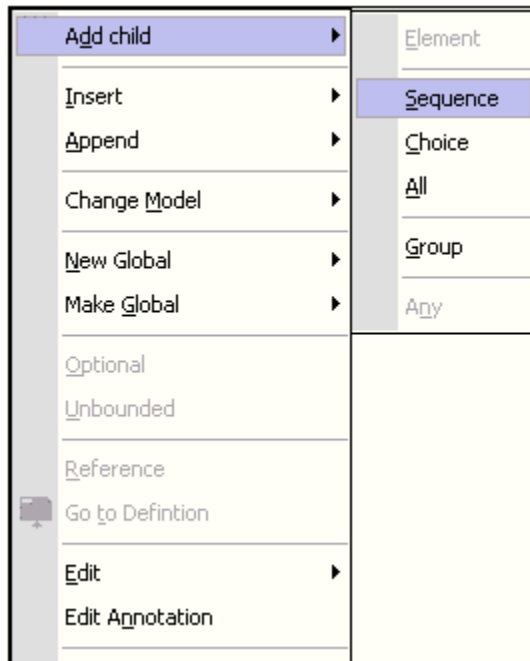 Add child
Insert
Append
Change Model
New Global
Make Global
Optional
Unbounded
Reference
Go to Defintion
Edit
Edit Annotation
Element
Sequence
Choice
All
Group
Any